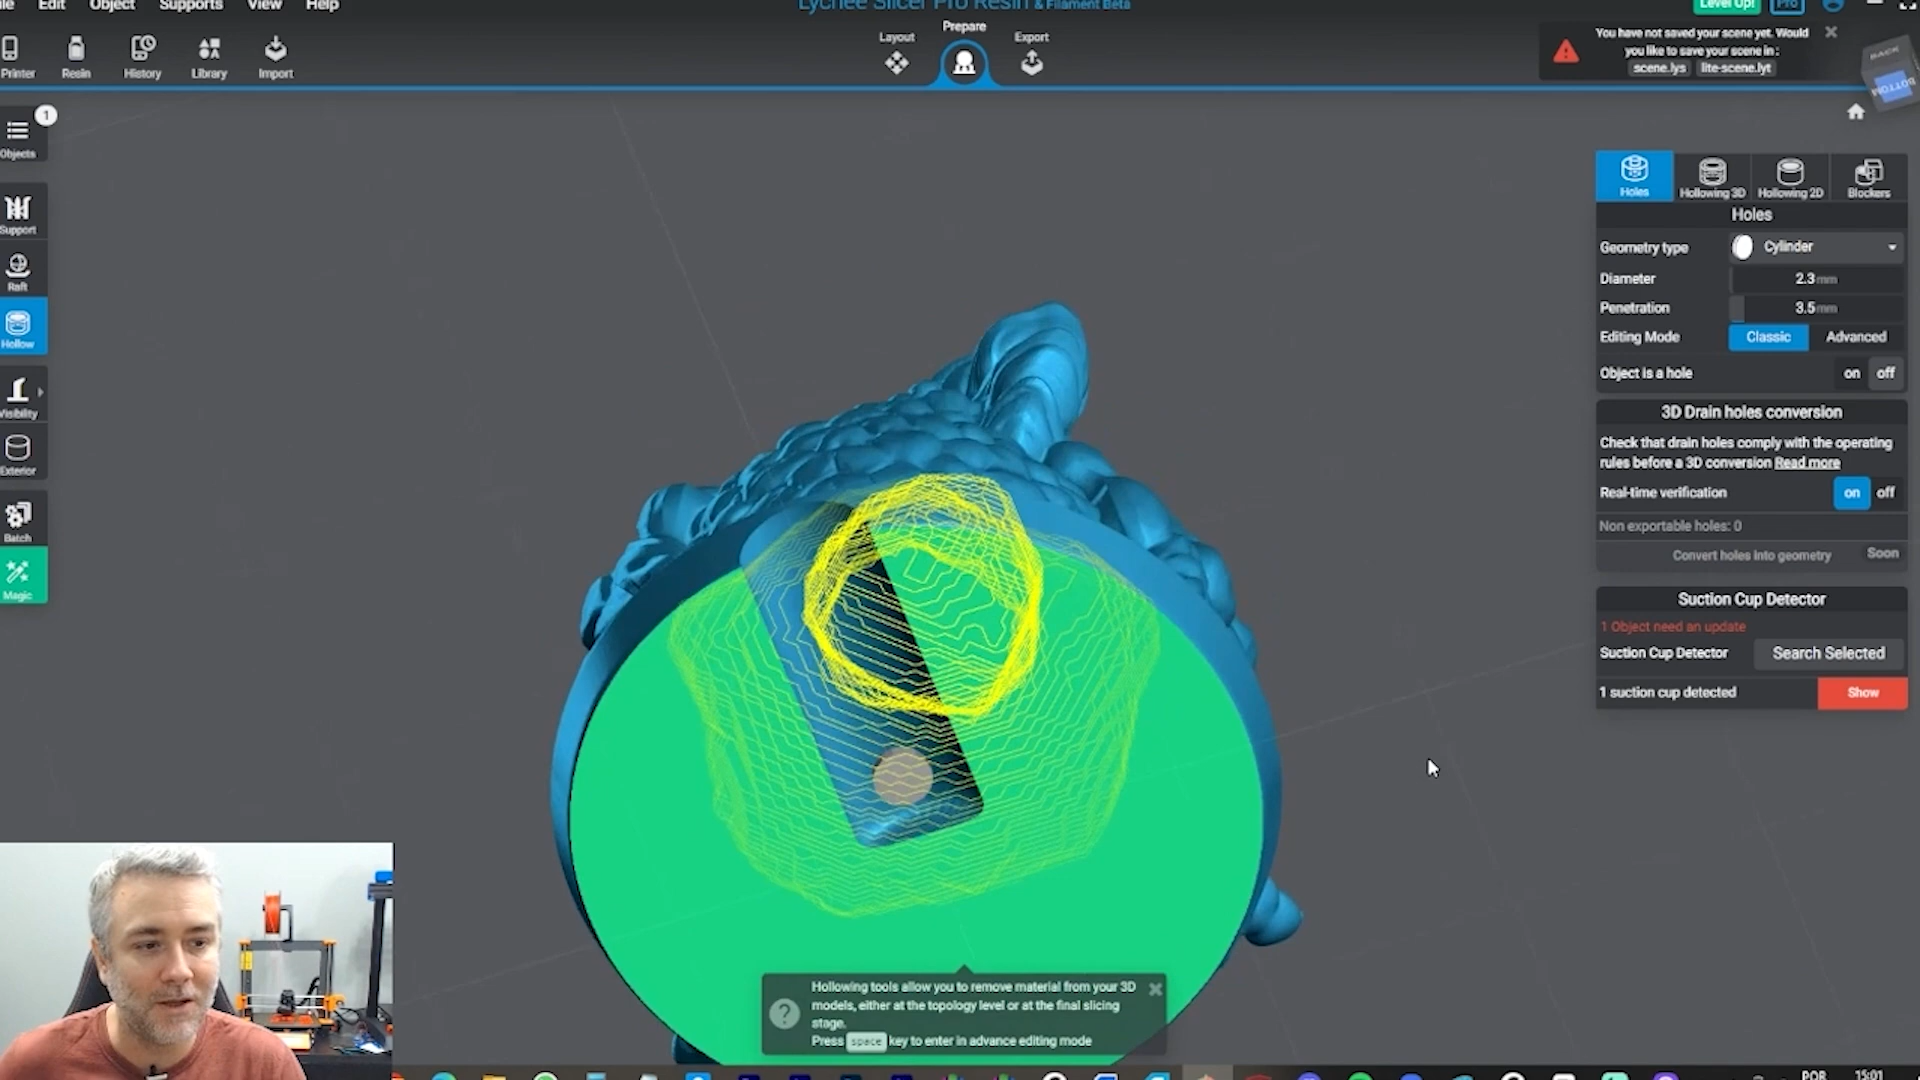 Edit Object Supports View Help
Lychee Slicer Pro Resin & Filament Beta
Level Up!
Pro
Printer
Resin
History
Library
Import
Layout
Prepare
Export
You have not saved your scene yet. Would
you like to save your scene in :
scene.lys lite-scene.lyt
BACK
BOTTOM
1
Objects
Support
Raft
Hollow
Visibility
Exterior
Batch
Magic
Holes
Hollowing 3D
Hollowing 2D
Blockers
Holes
Geometry type Cylinder
Diameter 2.3 mm
Penetration 3.5 mm
Editing Mode Classic Advanced
Object is a hole on off
3D Drain holes conversion
Check that drain holes comply with the operating
rules before a 3D conversion Read more
Real-time verification on off
Non exportable holes: 0
Convert holes into geometry Soon
Suction Cup Detector
1 Object need an update
Suction Cup Detector Search Selected
1 suction cup detected Show
?
Hollowing tools allow you to remove material from your 3D
models, either at the topology level or at the final slicing
stage.
Press space key to enter in advance editing mode
POR
15:01